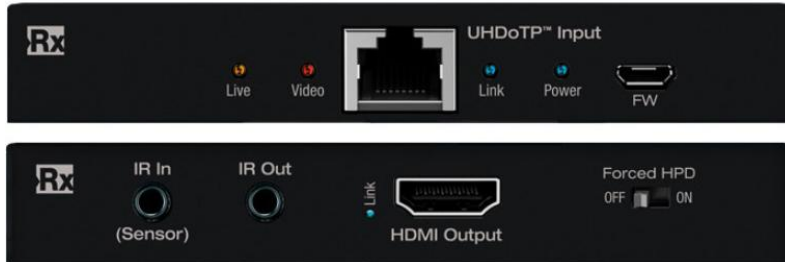 Rx
UHDoTP™ Input
Live
Video
Link
Power
FW
Rx
IR In
IR Out
Forced HPD
OFF
ON
Link
(Sensor)
HDMI Output